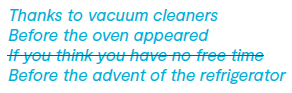 Thanks to vacuum cleaners
Before the oven appeared
If you think you have no free time
Before the advent of the refrigerator